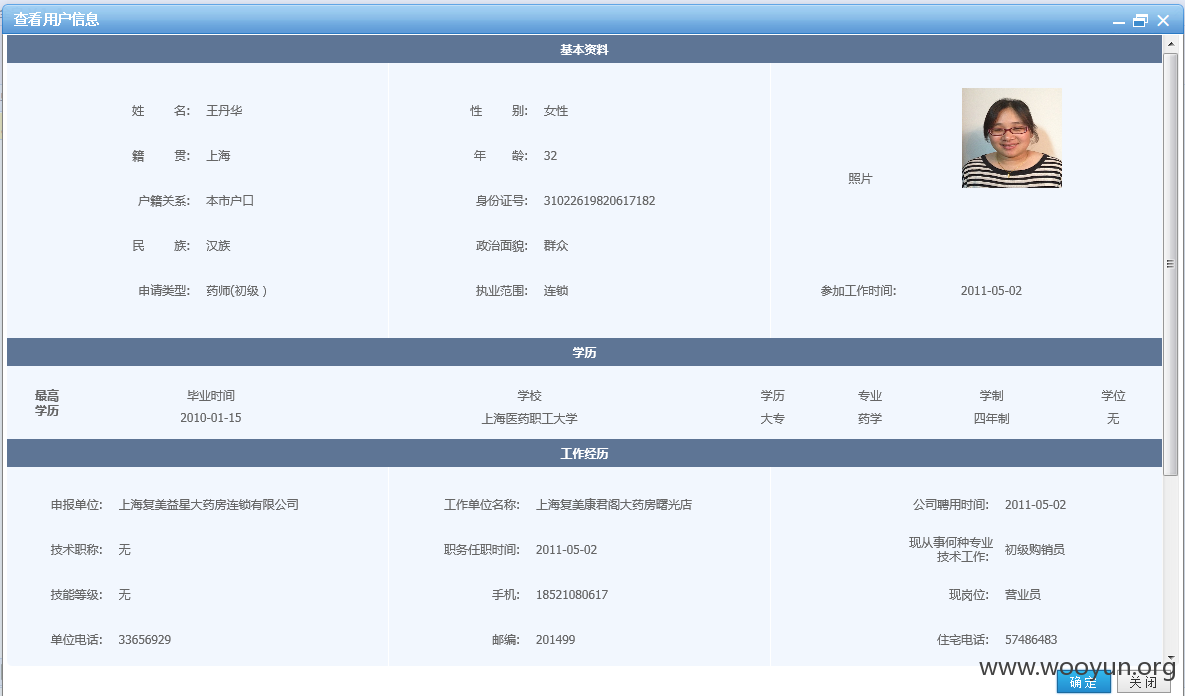 查看用户信息
基本资料
姓 名: 王丹华 性 别: 女性
籍 贯: 上海 年 龄: 32
照片
户籍关系: 本市户口 身份证号: 31022619820617182
民 族: 汉族 政治面貌: 群众
申请类型: 药师(初级 ) 执业范围: 连锁 参加工作时间: 2011-05-02
学历
最高学历 毕业时间 学校 学历 专业 学制 学位
2010-01-15 上海医药职工大学 大专 药学 四年制 无
工作经历
申报单位: 上海复美益星大药房连锁有限公司 工作单位名称: 上海复美康君阁大药房曙光店 公司聘用时间: 2011-05-02
技术职称: 无 职务任职时间: 2011-05-02 现从事何种专业技术工作: 初级购销员
技能等级: 无 手机: 18521080617 现岗位: 营业员
单位电话: 33656929 邮编: 201499 住宅电话: 57486483
www.wooyun.org
确定 关闭